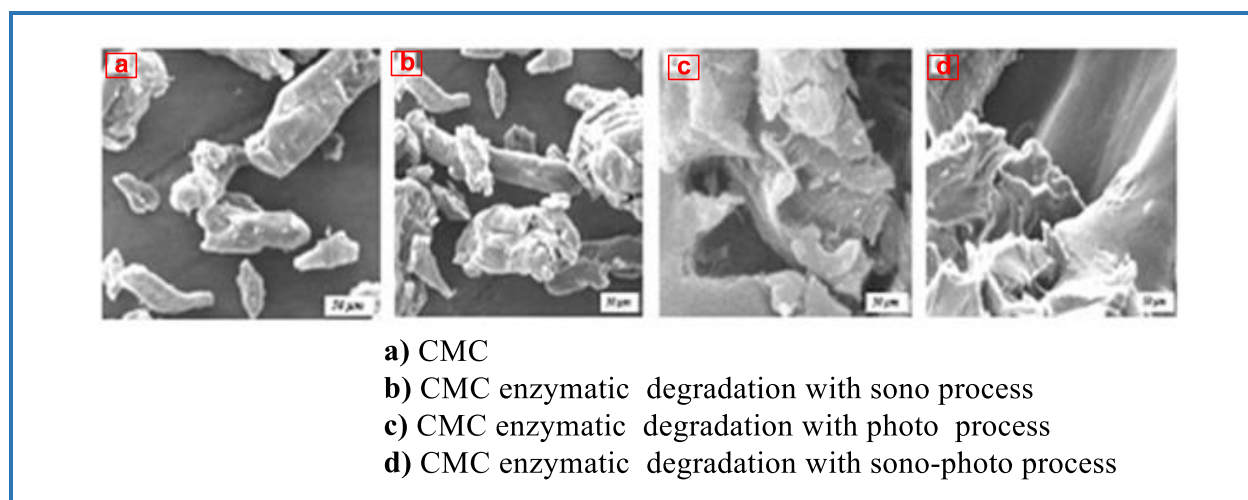 a
b
c
d
a) CMC
b) CMC enzymatic degradation with sono process
c) CMC enzymatic degradation with photo process
d) CMC enzymatic degradation with sono-photo process